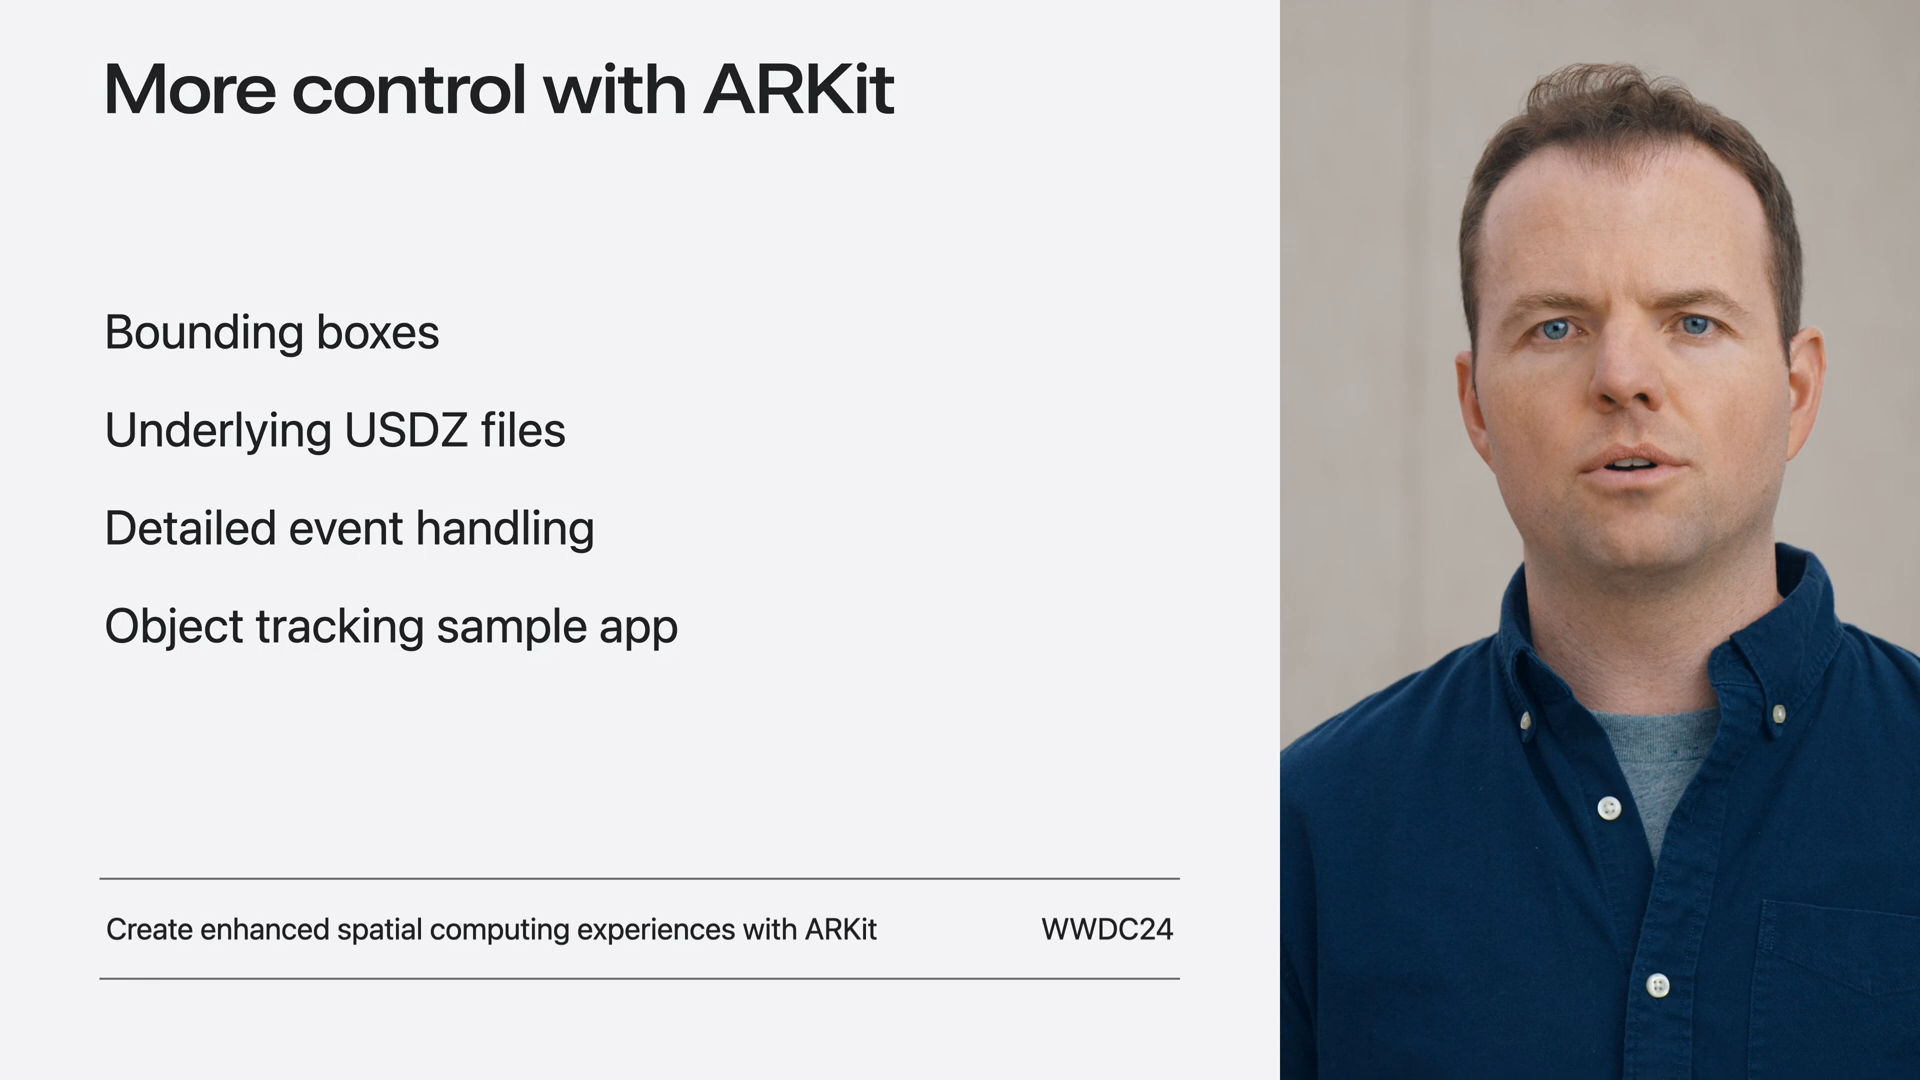 More control with ARKit
Bounding boxes
Underlying USDZ files
Detailed event handling
Object tracking sample app
Create enhanced spatial computing experiences with ARKit WWDC24